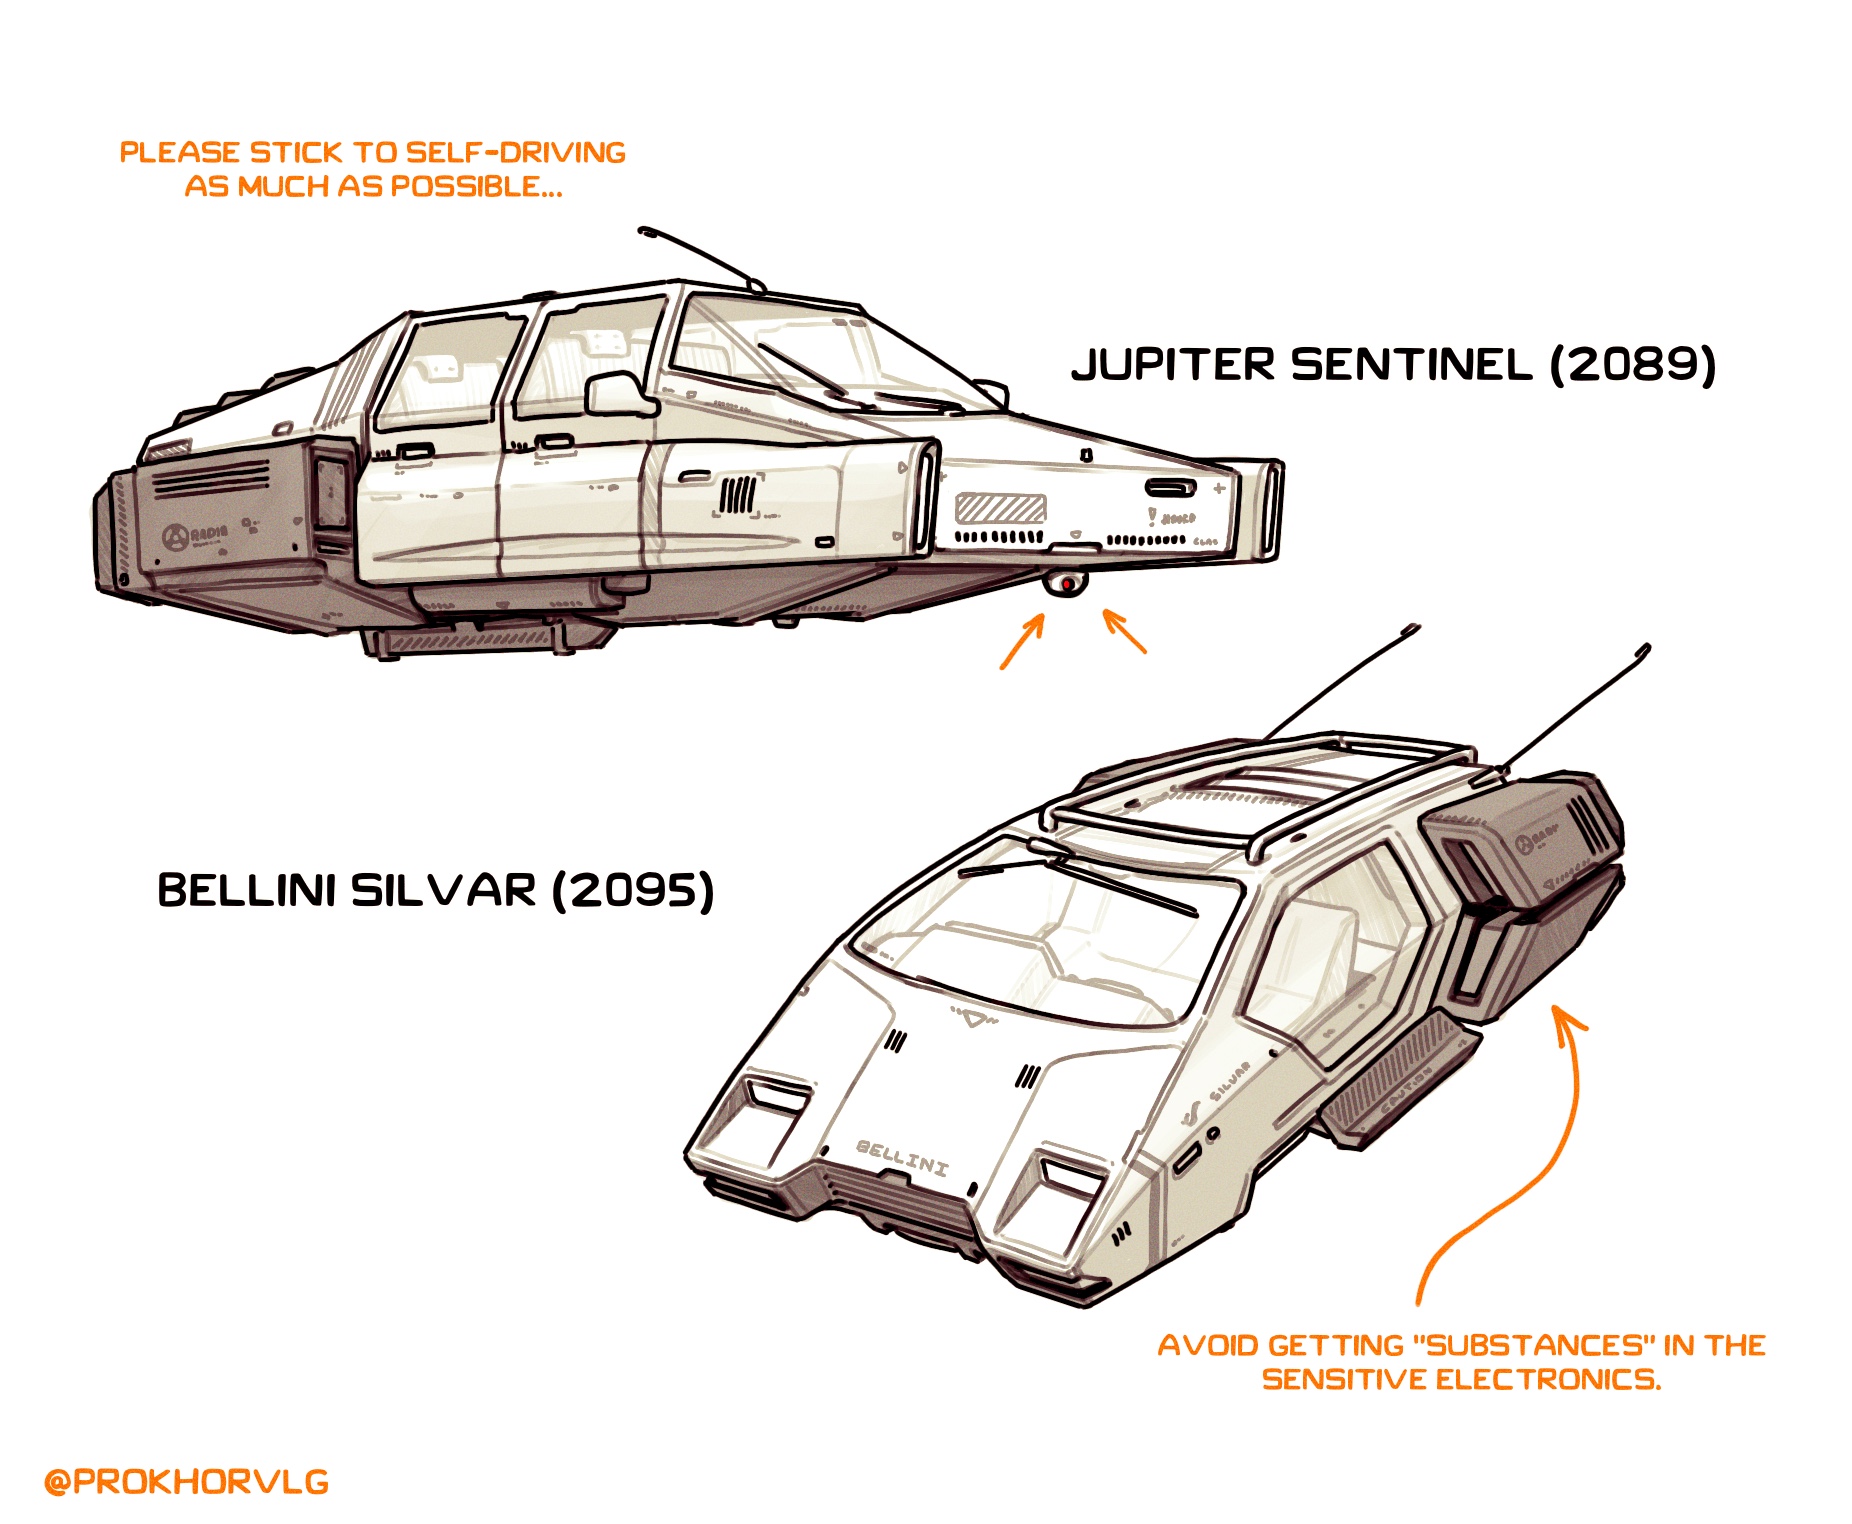 PLEASE STICK TO SELF-DRIVING
AS MUCH AS POSSIBLE...
JUPITER SENTINEL (2089)
BELLINI SILVAR (2095)
SILVAR
CAUTION
BELLINI
AVOID GETTING "SUBSTANCES" IN THE
SENSITIVE ELECTRONICS.
@PROKHORVLG